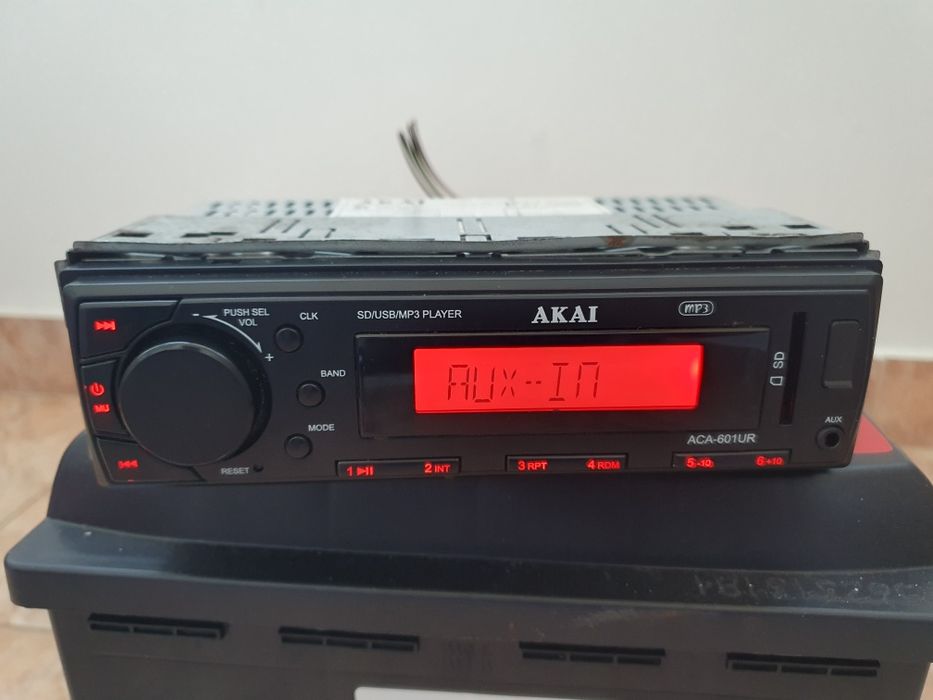 AKAI
PUSH SEL
VOL
- +
CLK
SD/USB/MP3 PLAYER
AKAI
MP3
BAND
AUX--IN
SD
MU
MODE
ACA-601UR
AUX
RESET
1 2 INT 3 RPT 4 RDM 5 -10 6 +10